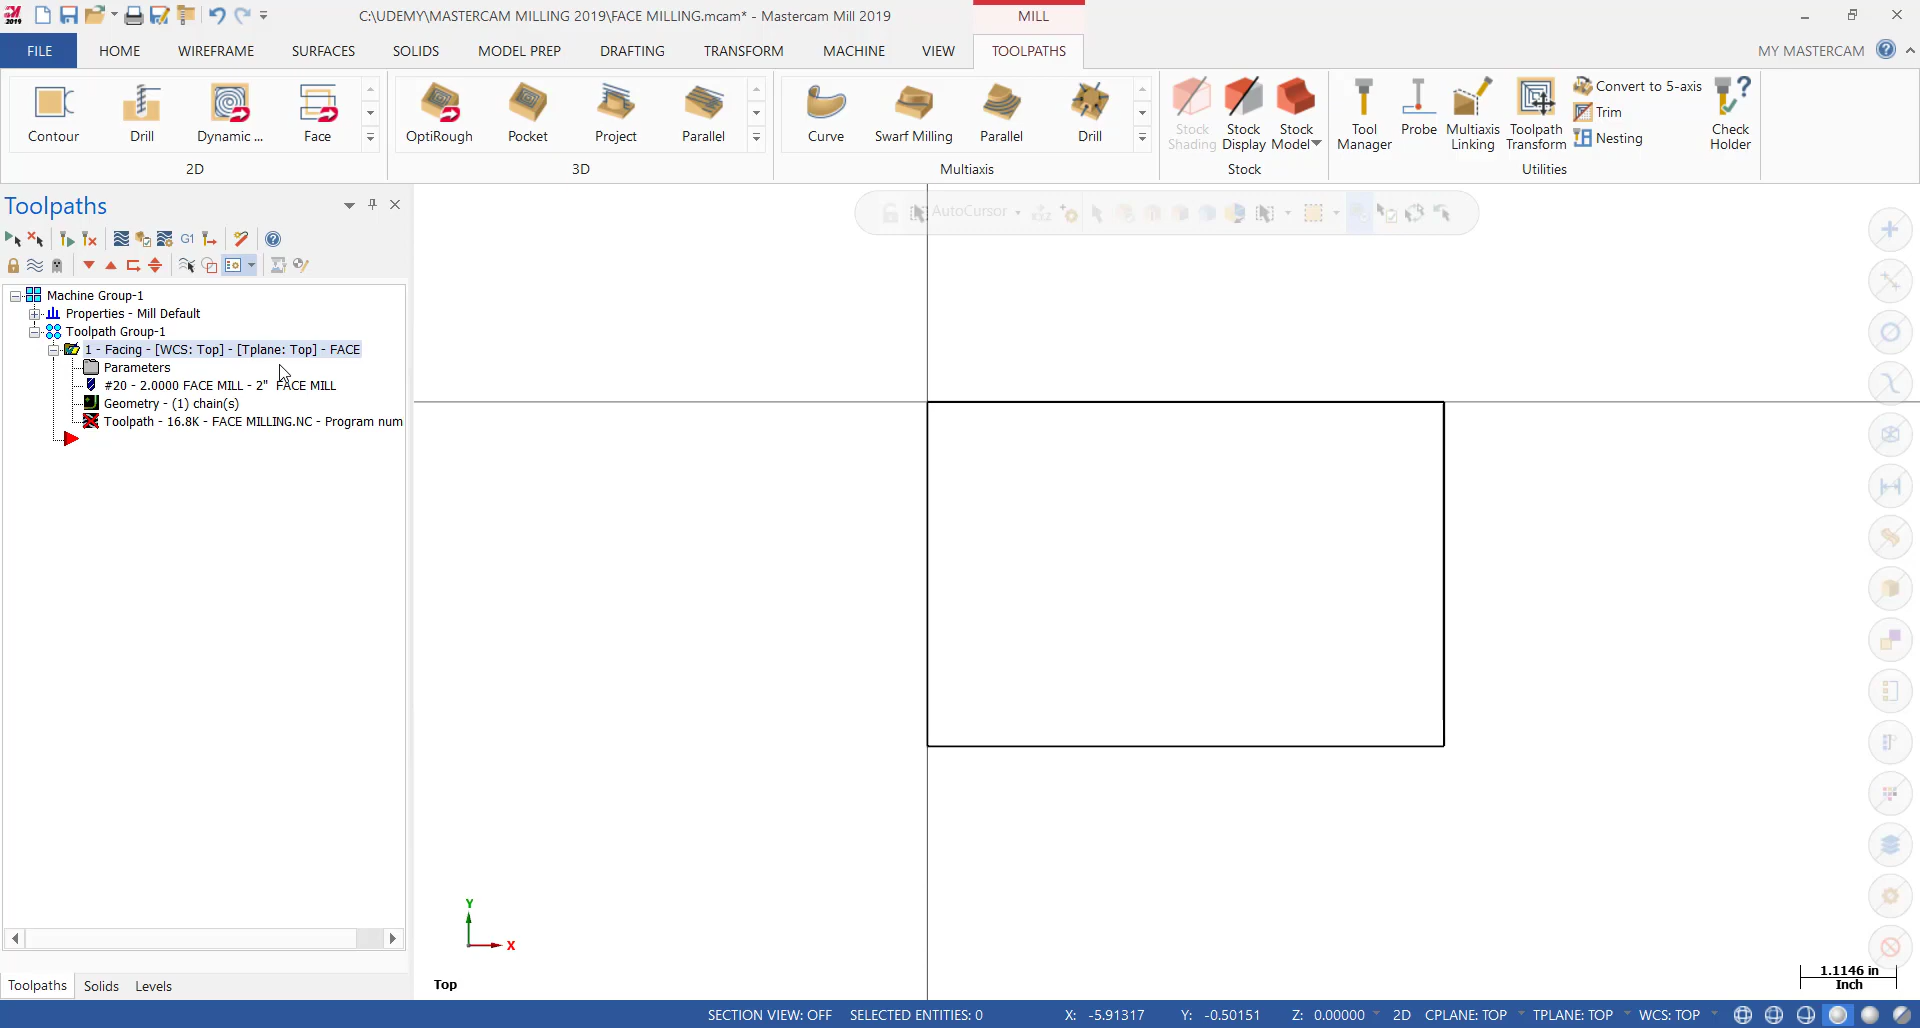 C:\UDEMY\MASTERCAM MILLING 2019\FACE MILLING.mcam* - Mastercam Mill 2019
MILL
FILE HOME WIREFRAME SURFACES SOLIDS MODEL PREP DRAFTING TRANSFORM MACHINE VIEW TOOLPATHS MY MASTERCAM
Contour Drill Dynamic ... Face
2D
OptiRough Pocket Project Parallel
3D
Curve Swarf Milling Parallel Drill
Multiaxis
Stock Shading
Stock Display
Stock Model
Stock
Tool Manager
Probe
Multiaxis Linking
Toolpath Transform
Convert to 5-axis
Trim
Nesting
Check Holder
Utilities
Toolpaths
AutoCursor
G1
Machine Group-1
Properties - Mill Default
Toolpath Group-1
1 - Facing - [WCS: Top] - [Tplane: Top] - FACE
Parameters
#20 - 2.0000 FACE MILL - 2" FACE MILL
Geometry - (1) chain(s)
Toolpath - 16.8K - FACE MILLING.NC - Program num
Y
X
Top
1.1146 in
Inch
Toolpaths Solids Levels
SECTION VIEW: OFF SELECTED ENTITIES: 0 X: -5.91317 Y: -0.50151 Z: 0.00000 2D CPLANE: TOP TPLANE: TOP WCS: TOP